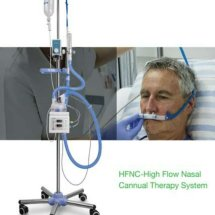 HFNC-High Flow Nasal
Cannual Therapy System